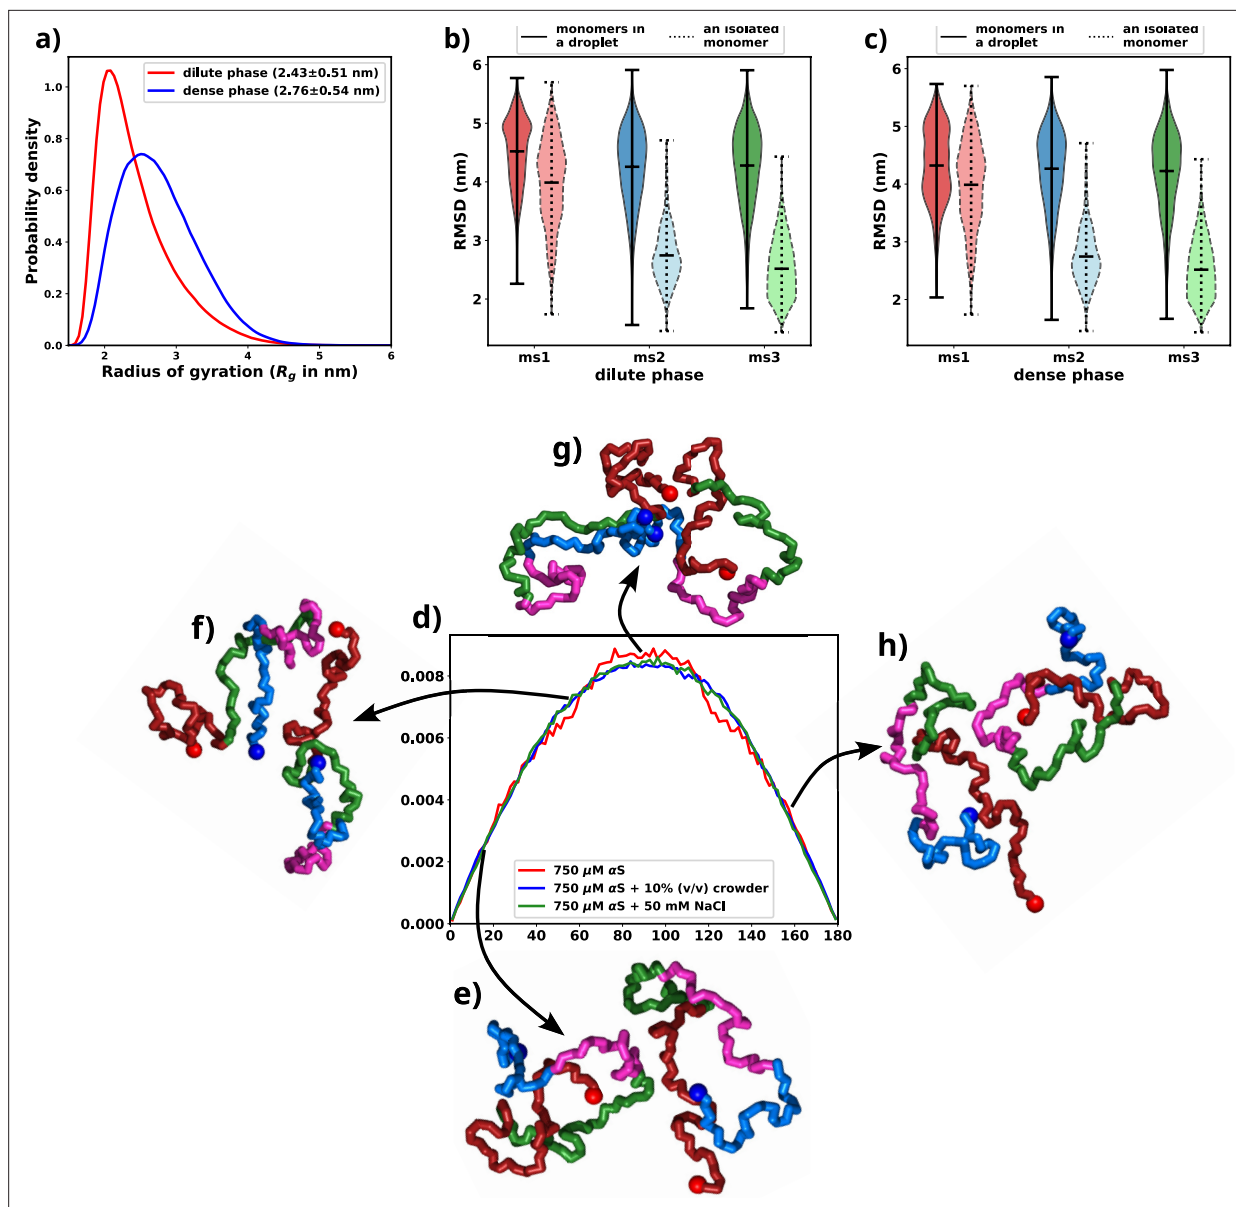 a)
dilute phase (2.43±0.51 nm)
dense phase (2.76±0.54 nm)
Probability density
1.0
0.8
0.6
0.4
0.2
0.0
2
3
4
5
6
Radius of gyration (Rg in nm)
b)
monomers in
a droplet
an isolated
monomer
RMSD (nm)
6
5
4
3
2
ms1
ms2
ms3
dilute phase
c)
monomers in
a droplet
an isolated
monomer
RMSD (nm)
6
5
4
3
2
ms1
ms2
ms3
dense phase
g)
f)
d)
h)
0.008
0.006
0.004
0.002
0.000
750 μM αS
750 μM αS + 10% (v/v) crowder
750 μM αS + 50 mM NaCl
0
20
40
60
80
100
120
140
160
180
e)